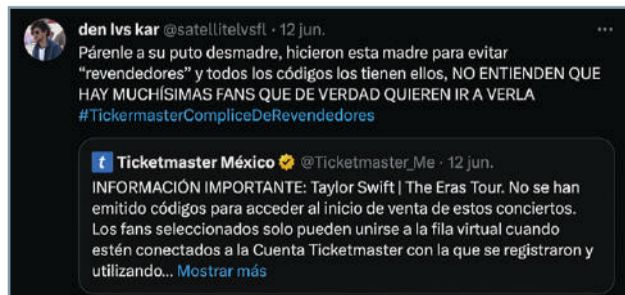 den lvs kar @satellitelvsfl · 12 jun.
Párenle a su puto desmadre, hicieron esta madre para evitar
“revendedores” y todos los códigos los tienen ellos, NO ENTIENDEN QUE
HAY MUCHÍSIMAS FANS QUE DE VERDAD QUIEREN IR A VERLA
#TickermasterCompliceDeRevendedores
t Ticketmaster México @Ticketmaster_Me · 12 jun.
INFORMACIÓN IMPORTANTE: Taylor Swift | The Eras Tour. No se han
emitido códigos para acceder al inicio de venta de estos conciertos.
Los fans seleccionados solo pueden unirse a la fila virtual cuando
estén conectados a la Cuenta Ticketmaster con la que se registraron y
utilizando... Mostrar más